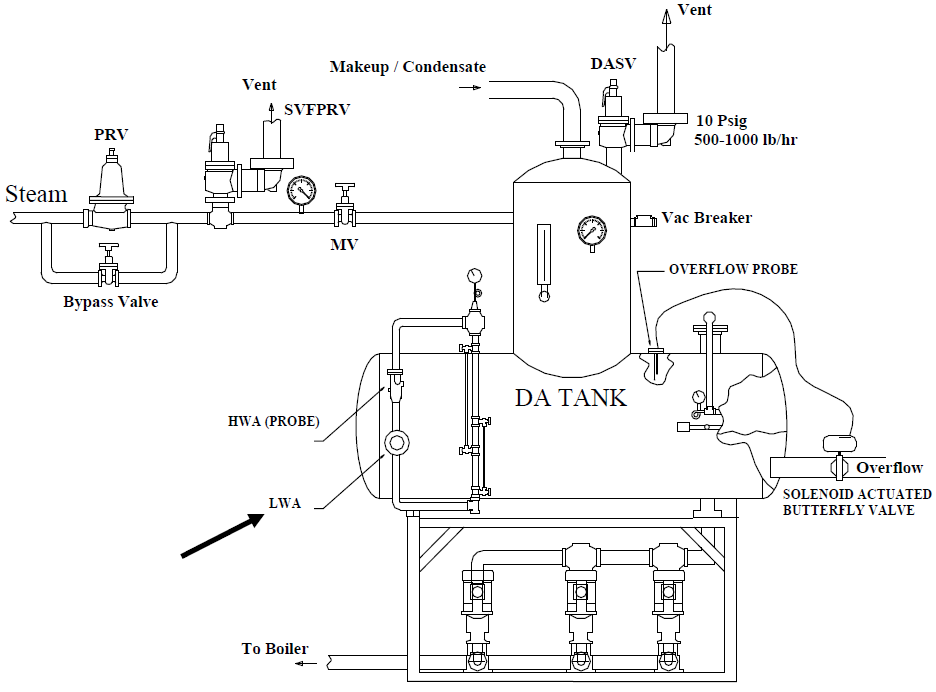 Vent
Makeup / Condensate
DASV
Vent
SVFPRV
10 Psig
500-1000 lb/hr
PRV
Steam
Vac Breaker
MV
OVERFLOW PROBE
Bypass Valve
DA TANK
HWA (PROBE)
Overflow
LWA
SOLENOID ACTUATED
BUTTERFLY VALVE
To Boiler